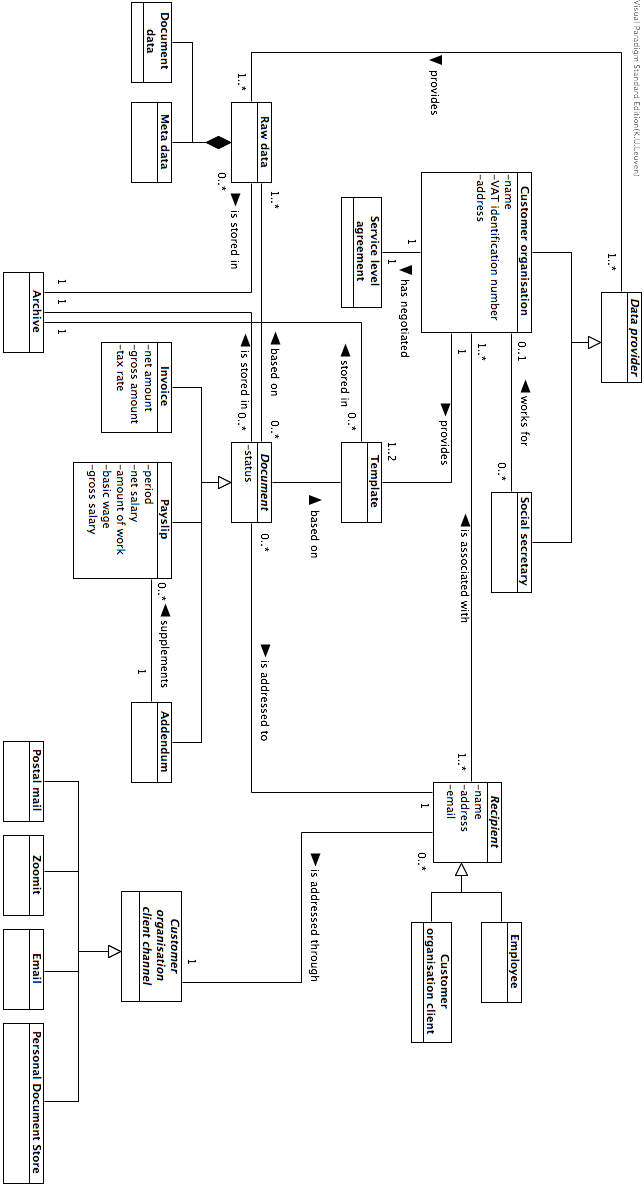 Visual Paradigm Standard Edition(K.U.Leuven)
Data provider
1..*
provides
1..*
Customer organisation
-name
-VAT identification number
-address
0..1
works for
0..*
Social secretary
1
has negotiated
1
Service level
agreement
1..*
is associated with
1..*
1
provides
1..2
Template
0..*
stored in
1
based on
Raw data
0..*
is stored in
1
1..*
based on
0..*
Document
data
Meta data
Document
-status
0..*
is stored in
1
Archive
0..*
is addressed to
1
Recipient
-name
-address
-email
0..*
is addressed through
1
Employee
Customer
organisation client
Customer
organisation
client channel
Invoice
-net amount
-gross amount
-tax rate
Payslip
-period
-net salary
-amount of work
-basic wage
-gross salary
0..*
supplements
1
Addendum
Postal mail
Zoomit
Email
Personal Document Store